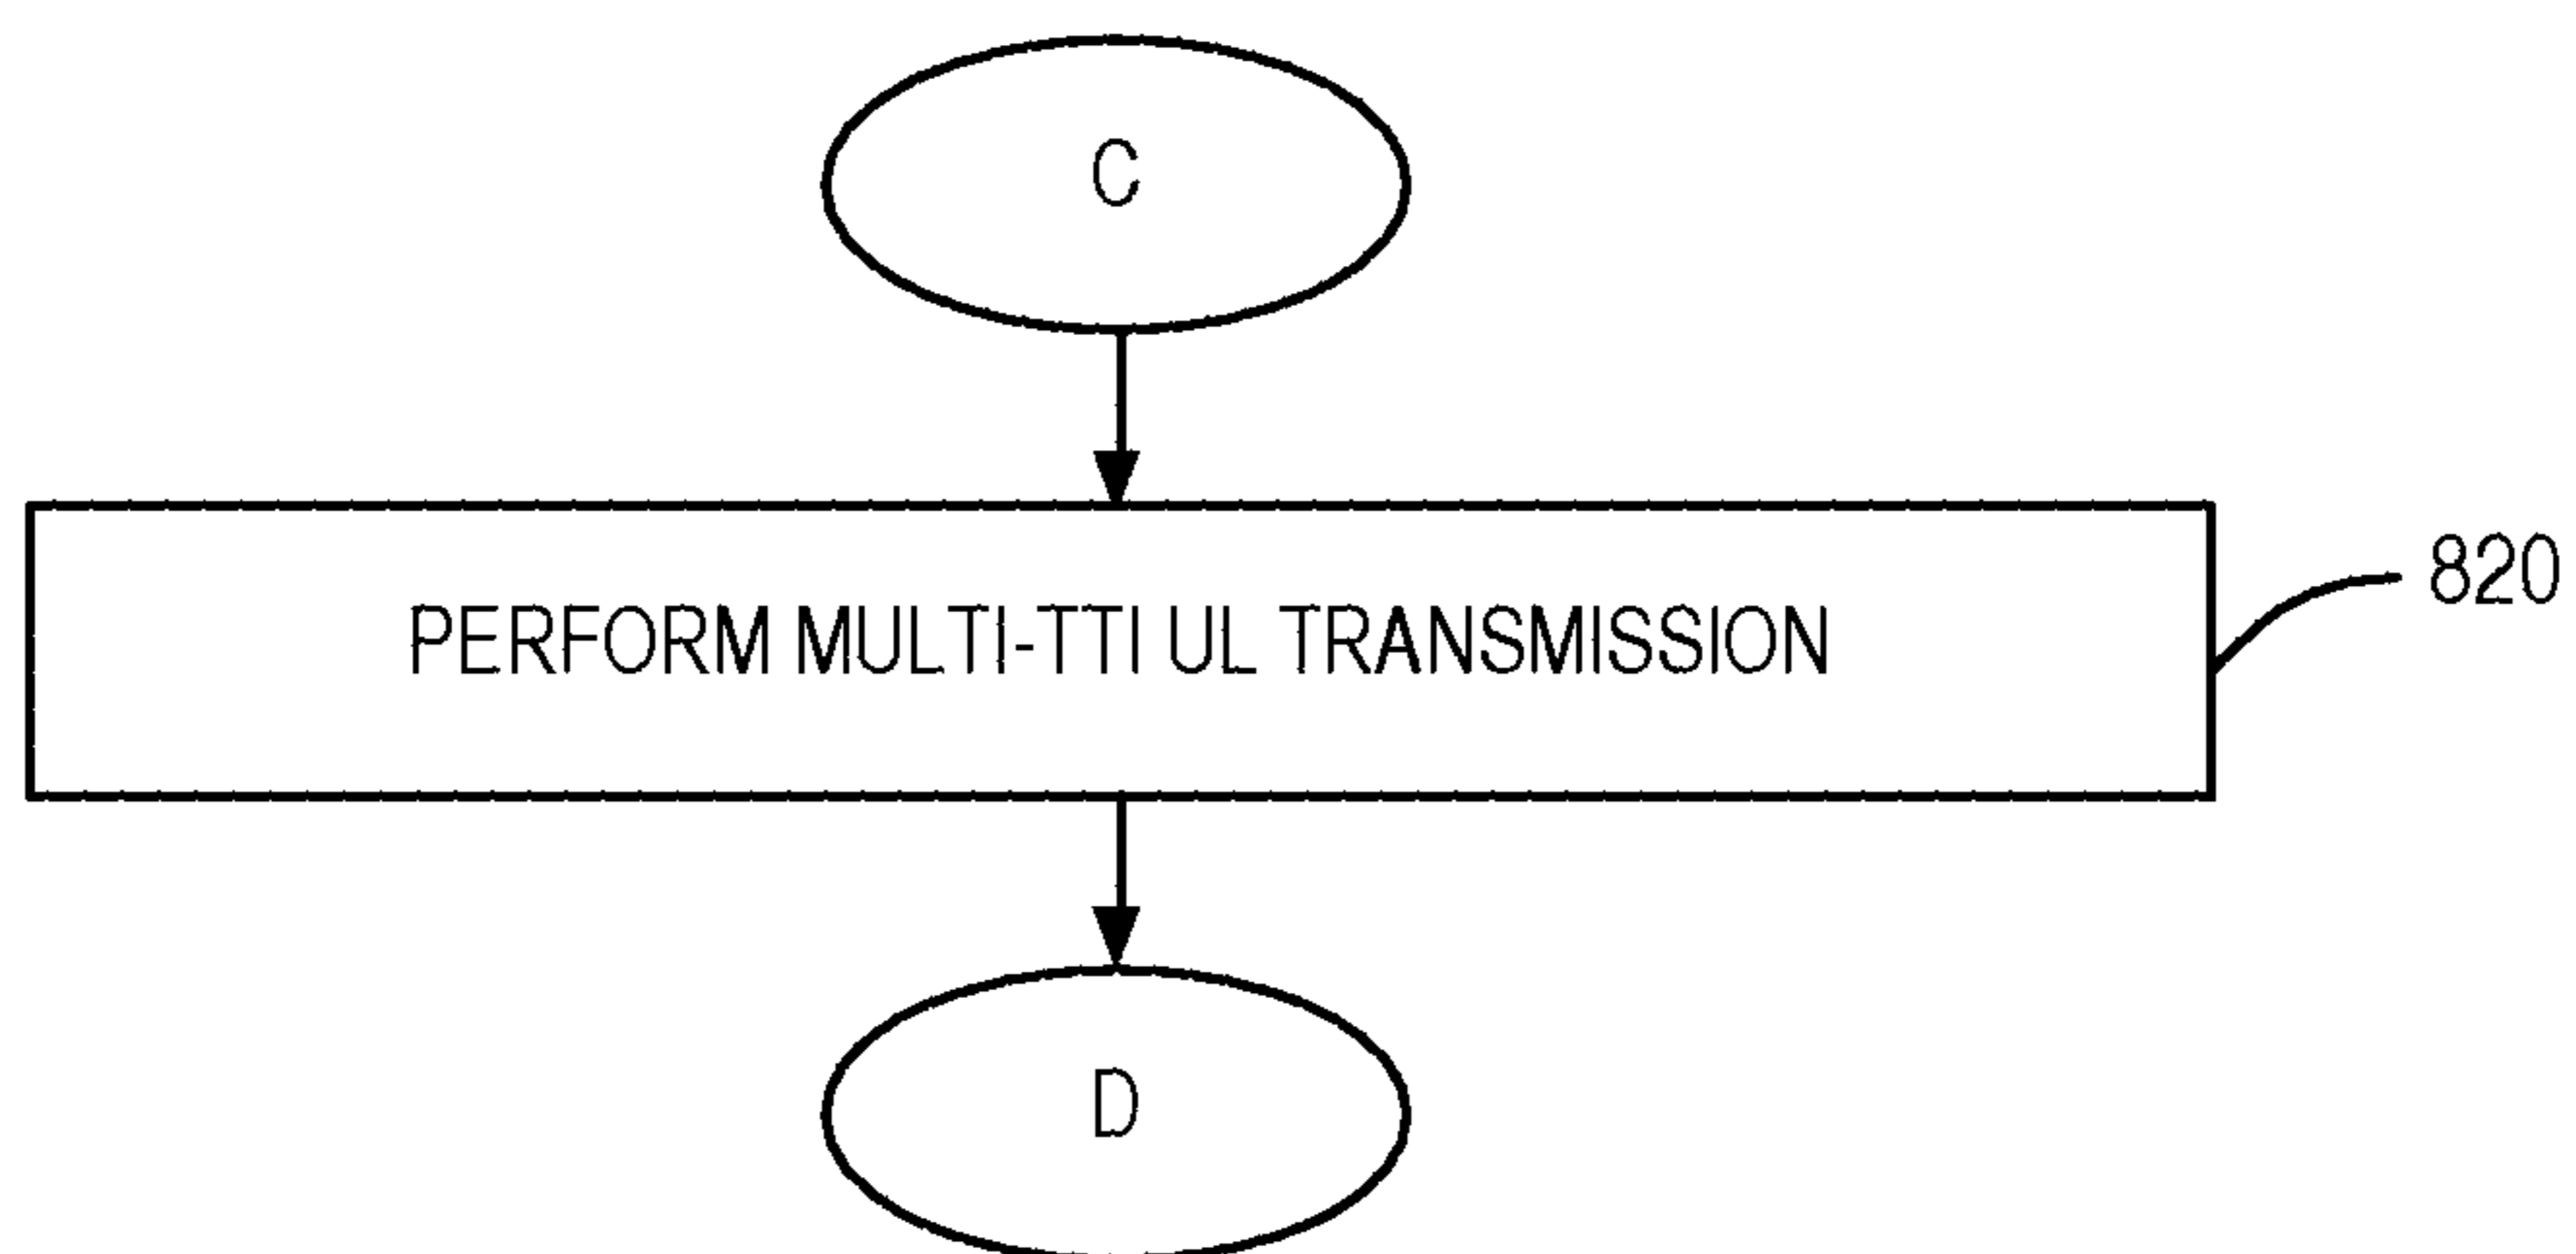 C
PERFORM MULTI-TTI UL TRANSMISSION
820
D